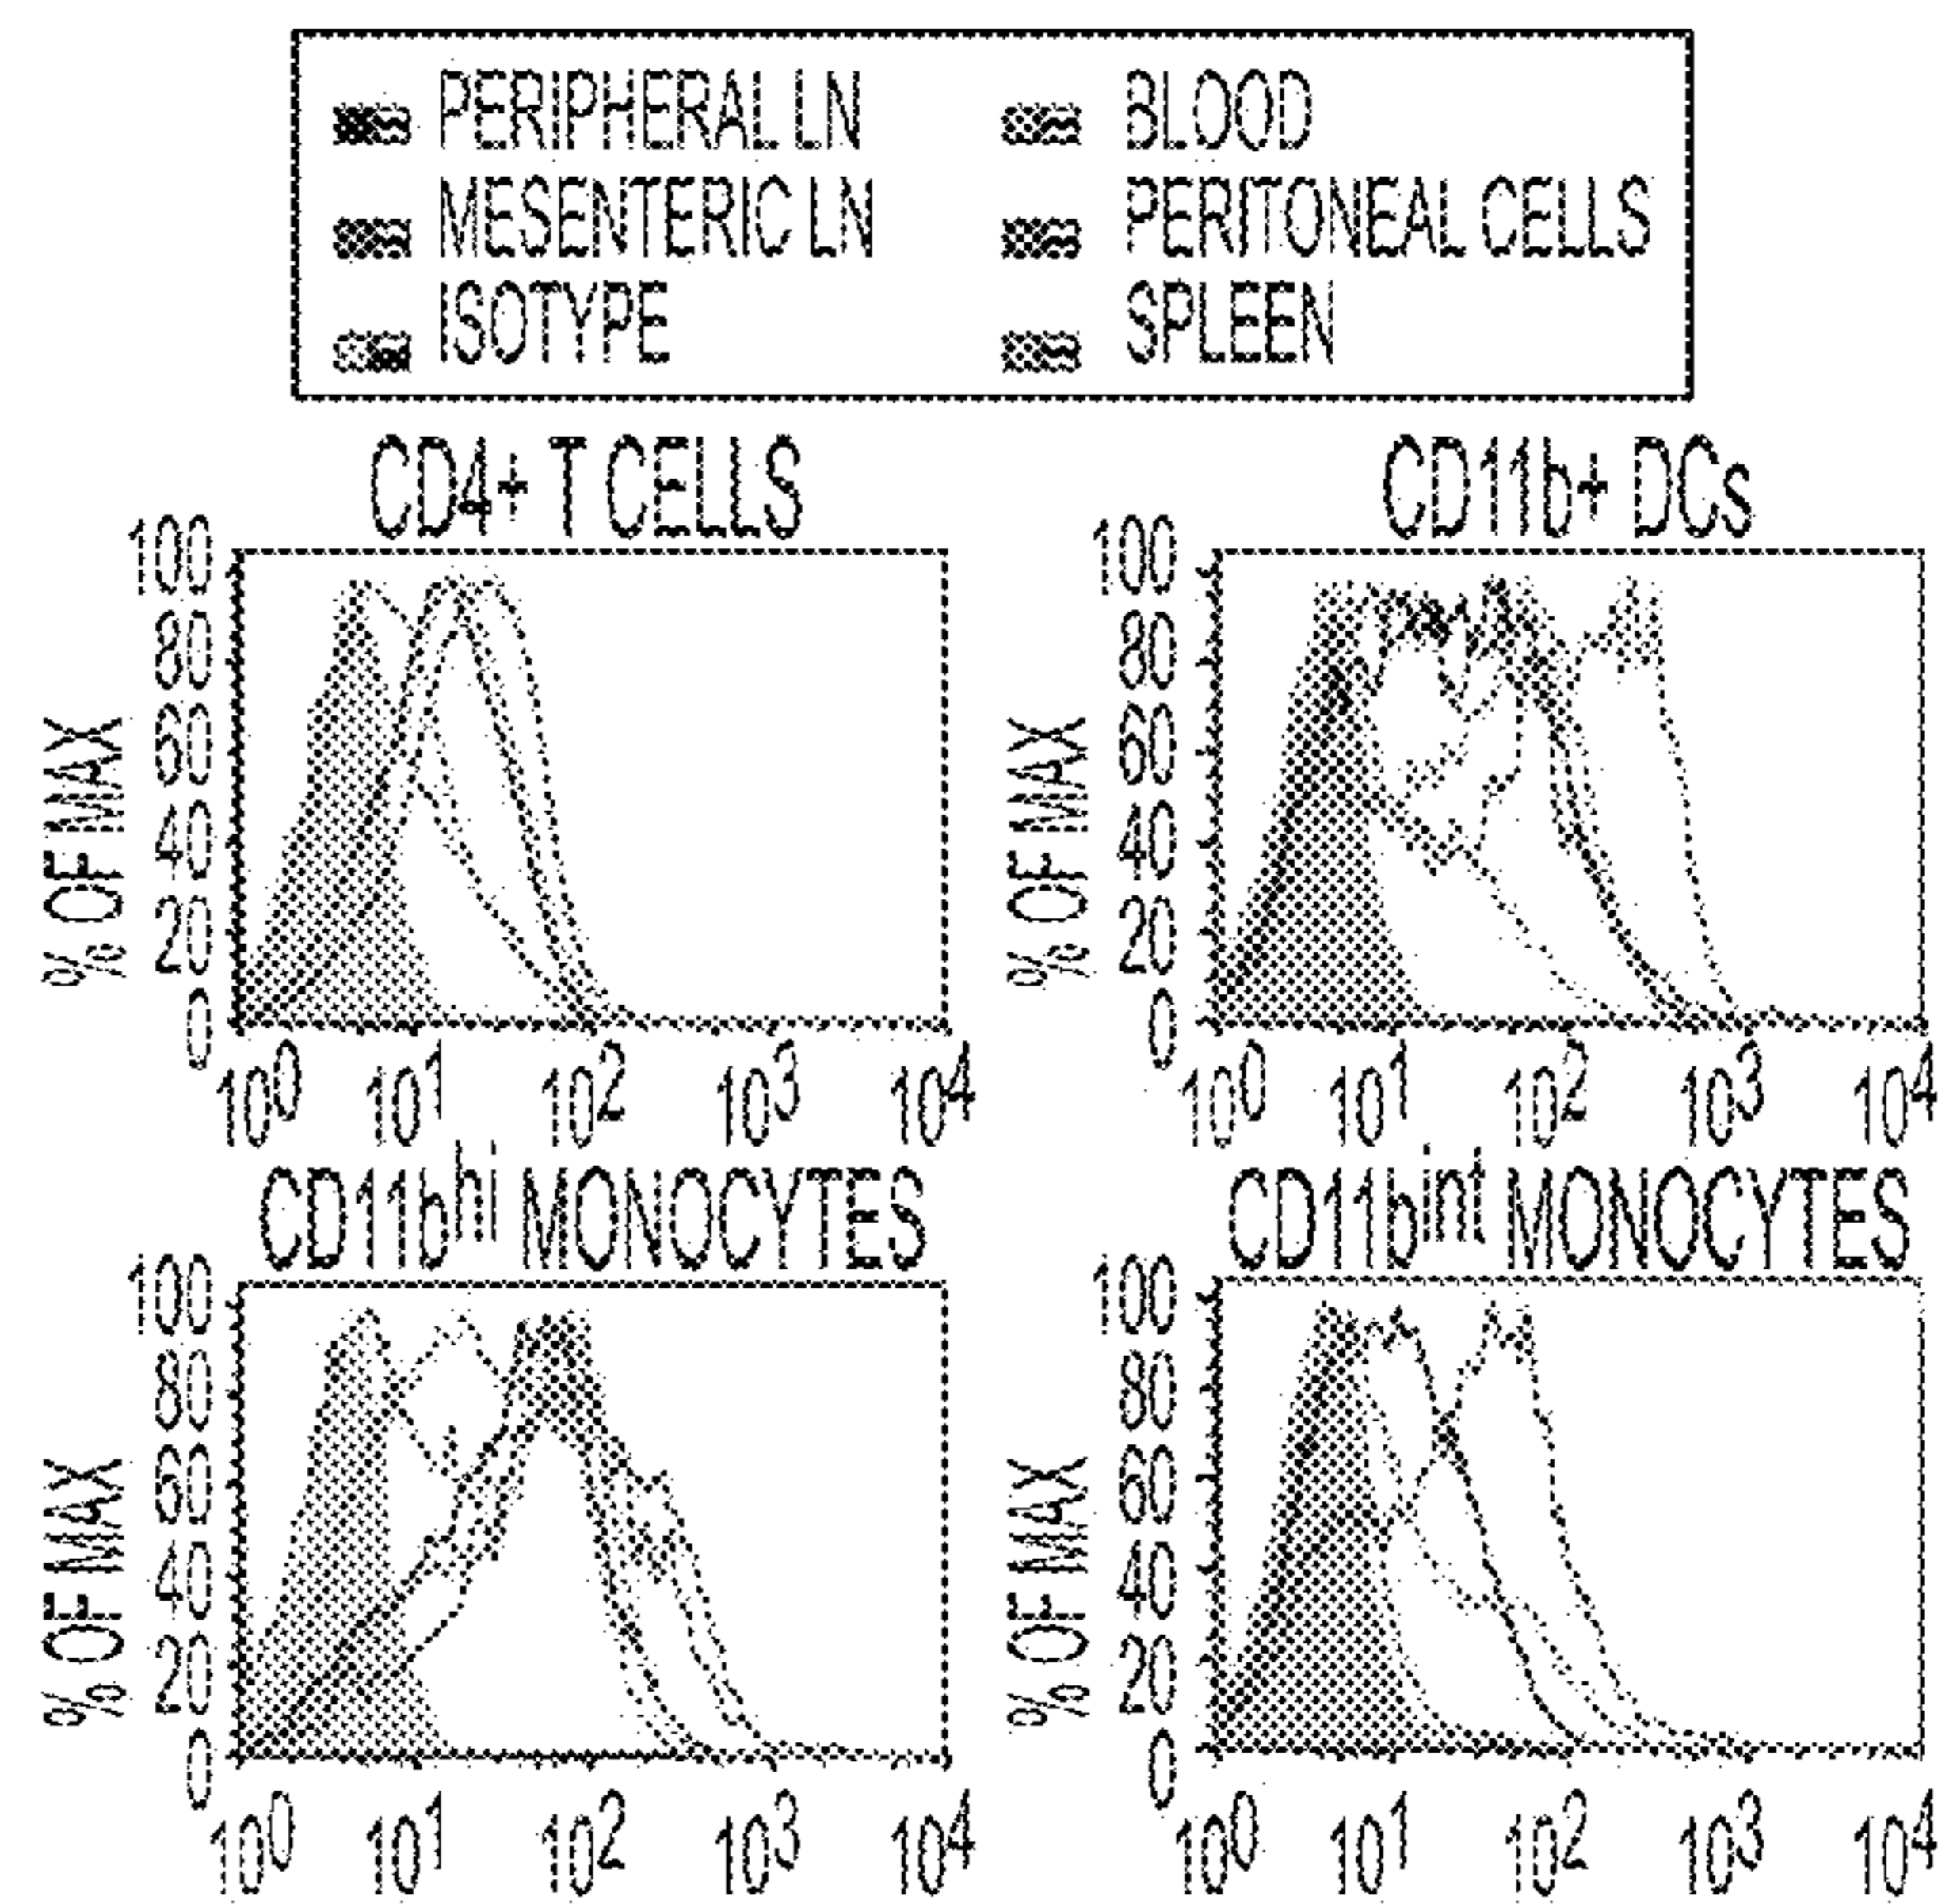 PERIPHERAL LN BLOOD
MESENTERIC LN PERITONEAL CELLS
ISOTYPE SPLEEN
CD4+ T CELLS CD11b+ DCs
100 100
80 80
60 60
40 40
20 20
0 0
% OF MAX % OF MAX
10^0 10^1 10^2 10^3 10^4 10^0 10^1 10^2 10^3 10^4
CD11b^hi MONOCYTES CD11b^int MONOCYTES
100 100
80 80
60 60
40 40
20 20
0 0
% OF MAX % OF MAX
10^0 10^1 10^2 10^3 10^4 10^0 10^1 10^2 10^3 10^4